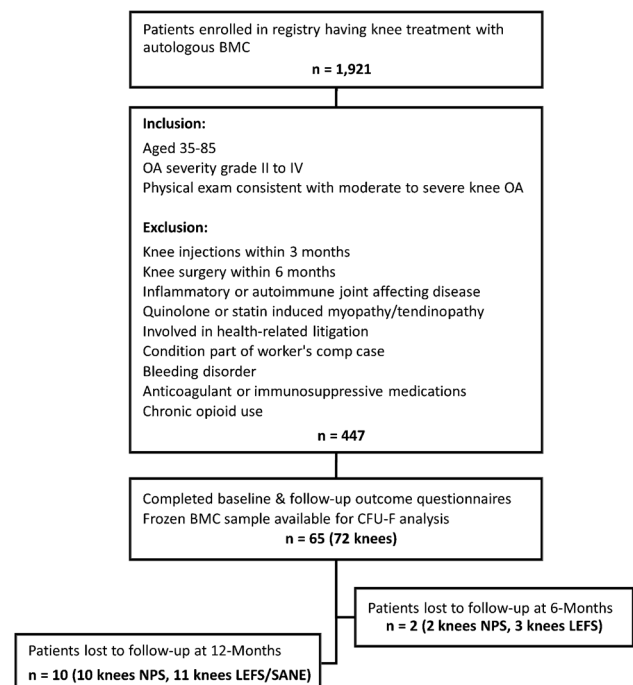 Patients enrolled in registry having knee treatment with
autologous BMC
n = 1,921
Inclusion:
Aged 35-85
OA severity grade II to IV
Physical exam consistent with moderate to severe knee OA
Exclusion:
Knee injections within 3 months
Knee surgery within 6 months
Inflammatory or autoimmune joint affecting disease
Quinolone or statin induced myopathy/tendinopathy
Involved in health-related litigation
Condition part of worker's comp case
Bleeding disorder
Anticoagulant or immunosuppressive medications
Chronic opioid use
n = 447
Completed baseline & follow-up outcome questionnaires
Frozen BMC sample available for CFU-F analysis
n = 65 (72 knees)
Patients lost to follow-up at 6-Months
n = 2 (2 knees NPS, 3 knees LEFS)
Patients lost to follow-up at 12-Months
n = 10 (10 knees NPS, 11 knees LEFS/SANE)